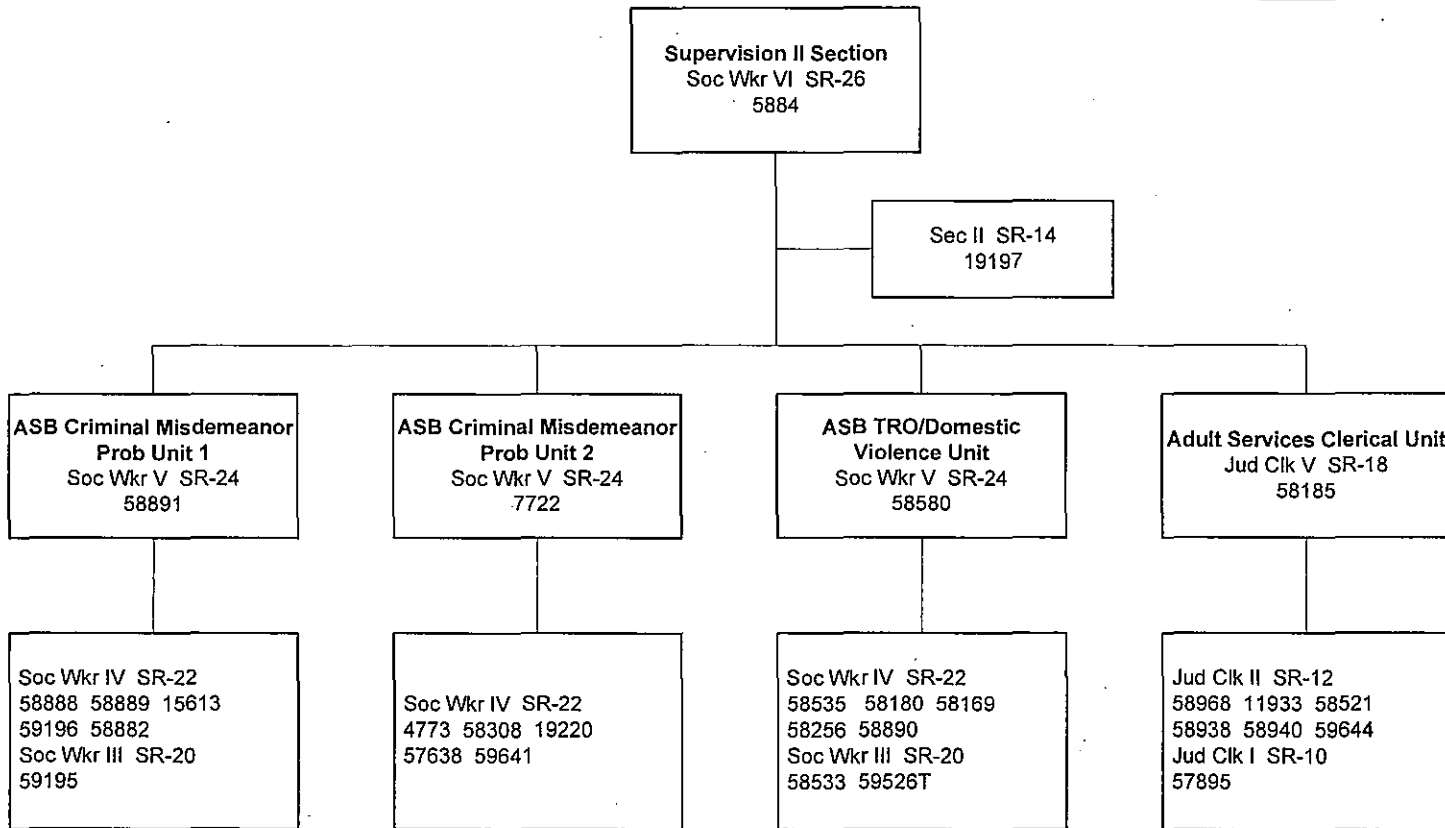 Supervision II Section
Soc Wkr VI SR-26
5884
Sec II SR-14
19197
ASB Criminal Misdemeanor
Prob Unit 1
Soc Wkr V SR-24
58891
ASB Criminal Misdemeanor
Prob Unit 2
Soc Wkr V SR-24
7722
ASB TRO/Domestic
Violence Unit
Soc Wkr V SR-24
58580
Adult Services Clerical Unit
Jud Clk V SR-18
58185
Soc Wkr IV SR-22
58888 58889 15613
59196 58882
Soc Wkr III SR-20
59195
Soc Wkr IV SR-22
4773 58308 19220
57638 59641
Soc Wkr IV SR-22
58535 58180 58169
58256 58890
Soc Wkr III SR-20
58533 59526T
Jud Clk II SR-12
58968 11933 58521
58938 58940 59644
Jud Clk I SR-10
57895